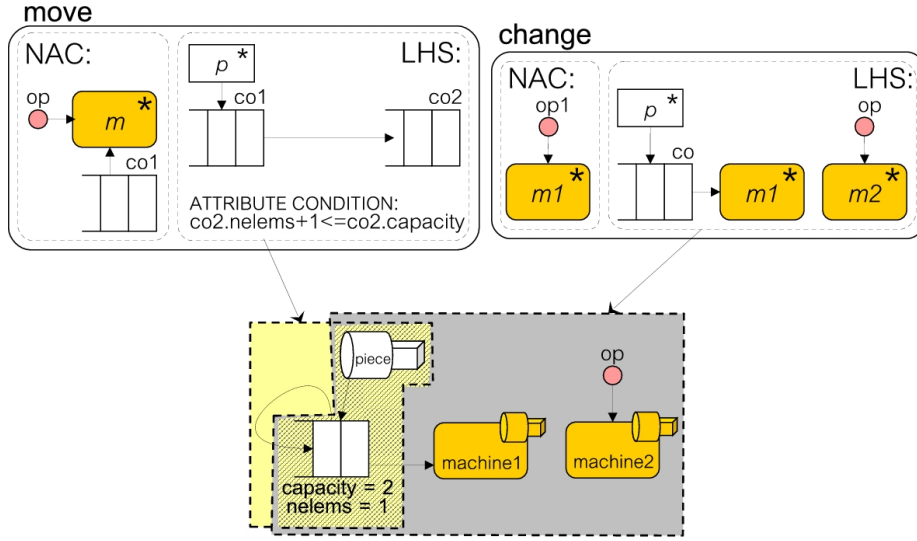 move
NAC:
op
m *
co1
p *
co1
LHS:
co2
ATTRIBUTE CONDITION:
co2.nelems+1<=co2.capacity
change
NAC:
op1
m1 *
p *
co
m1 *
LHS:
op
m2 *
piece
op
machine1
machine2
capacity = 2
nelems = 1